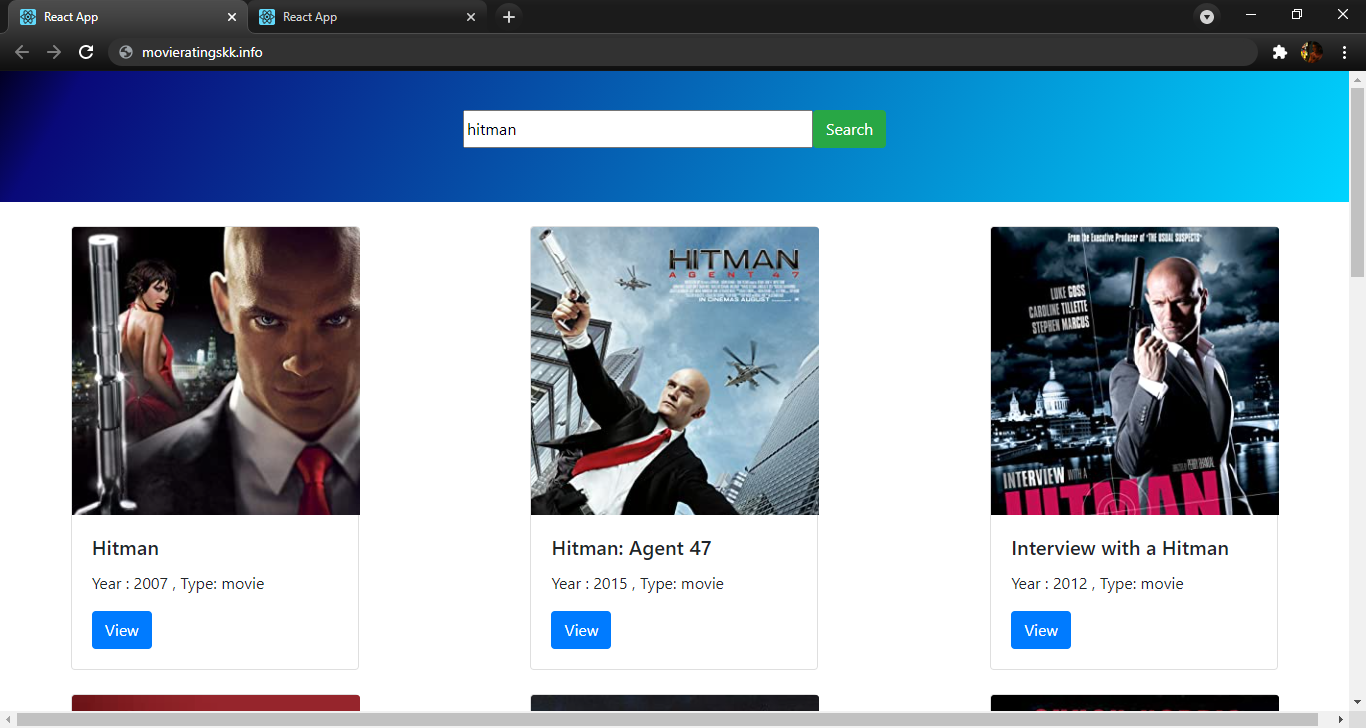 React App
React App
movieratingskk.info
hitman
Search
HITMAN
AGENT 47
IN CINEMAS AUGUST
From the Executive Producer of "THE USUAL SUSPECTS"
LUKE GOSS
CAROLINE TILLETTE
STEPHEN MARCUS
INTERVIEW WITH A
HITMAN
Hitman
Year : 2007 , Type: movie
View
Hitman: Agent 47
Year : 2015 , Type: movie
View
Interview with a Hitman
Year : 2012 , Type: movie
View